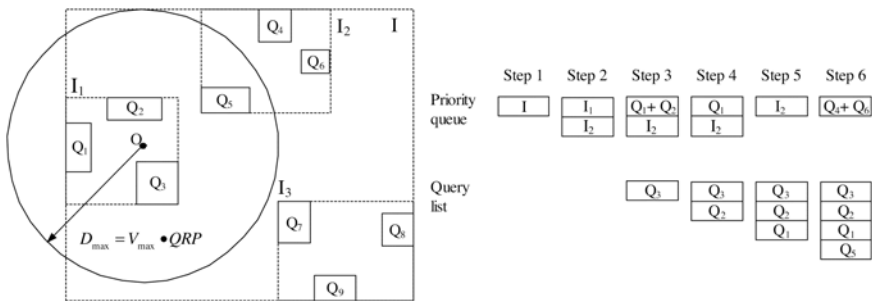 I
I₂
Q₄
Q₆
Q₅
I₁
Q₂
Q₁
O
Q₃
I₃
Q₇
Q₈
Q₉
D_max = V_max • QRP
Step 1 Step 2 Step 3 Step 4 Step 5 Step 6
Priority queue
I I₁ Q₁+ Q₂ Q₁ I₂ Q₄+ Q₆
I₂ I₂ I₂
Query list
Q₃ Q₃ Q₃ Q₃
Q₂ Q₂ Q₂
Q₁ Q₁
Q₅